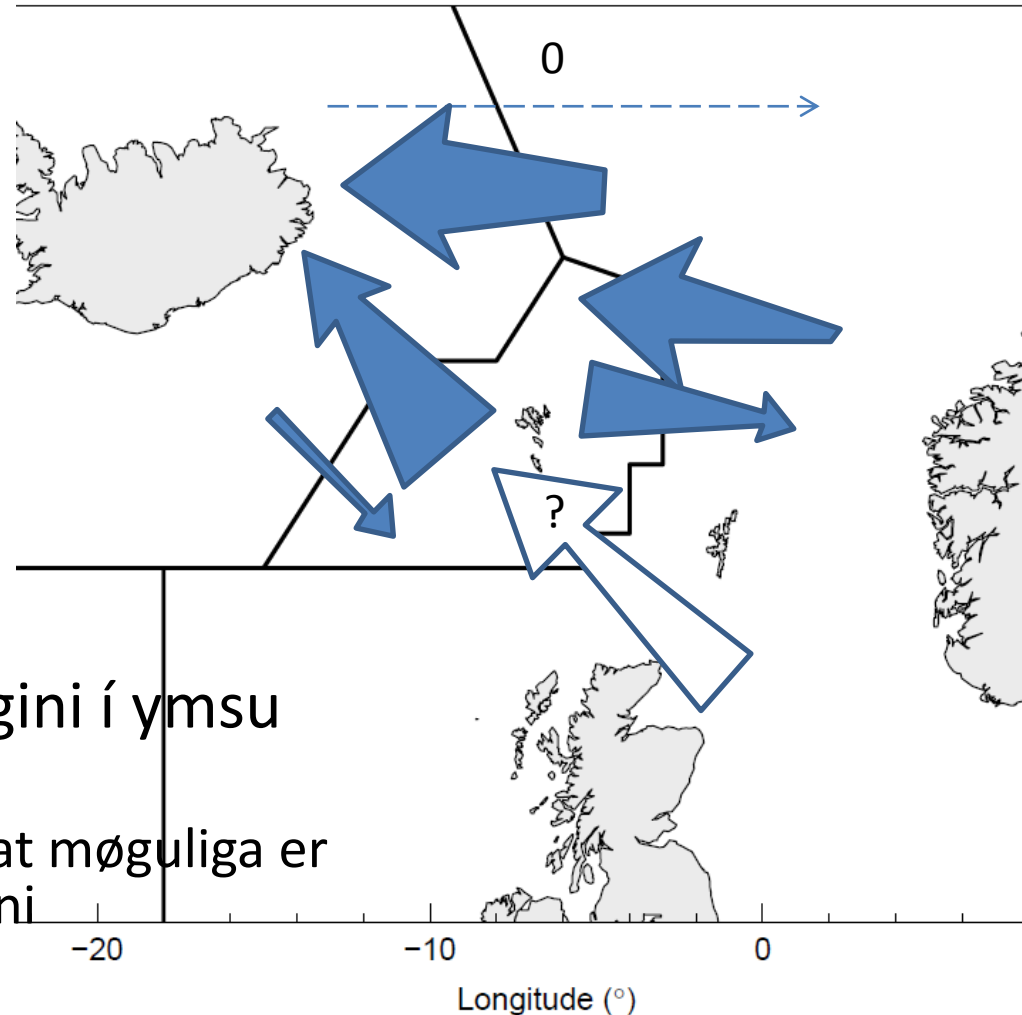 0
?
gini í ymsu
at møguliga er
ni
−20 −10 0
Longitude (°)